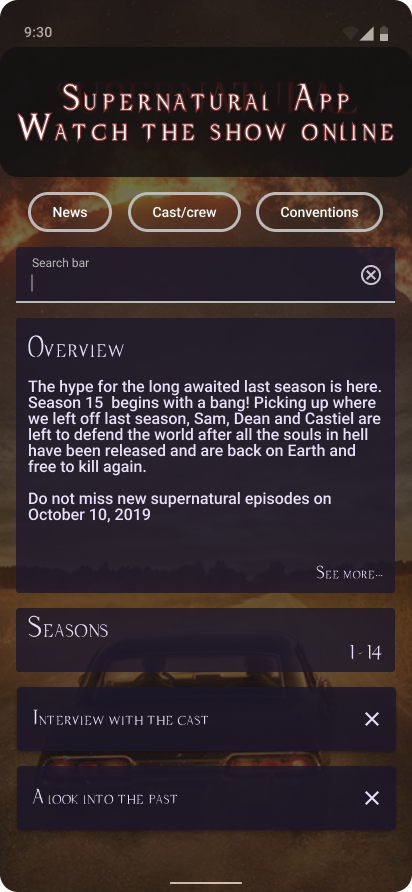 9:30
Supernatural App
Watch the show online
News
Cast/crew
Conventions
Search bar
Overview
The hype for the long awaited last season is here.
Season 15 begins with a bang! Picking up where
we left off last season, Sam, Dean and Castiel are
left to defend the world after all the souls in hell
have been released and are back on Earth and
free to kill again.
Do not miss new supernatural episodes on
October 10, 2019
See more...
Seasons
1 - 14
Interview with the cast
A look into the past